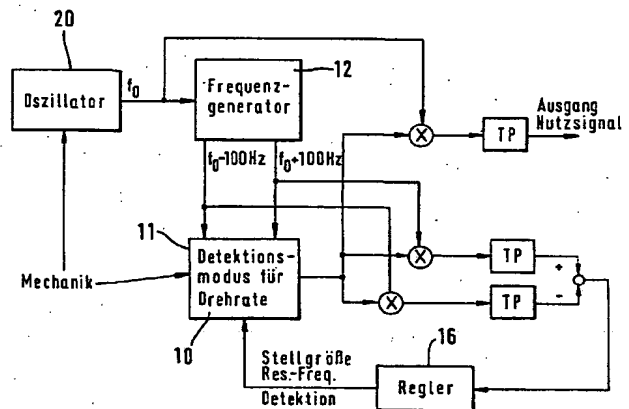 20
Oszillator
f0
12
Frequenz-
generator
Ausgang
Nutzsignal
X
TP
f0-100Hz
f0+100Hz
11
Detektions-
modus für
Drehrate
10
Mechanik
X
TP
+
X
TP
-
Stellgröße
Res.-Freq.
Detektion
16
Regler